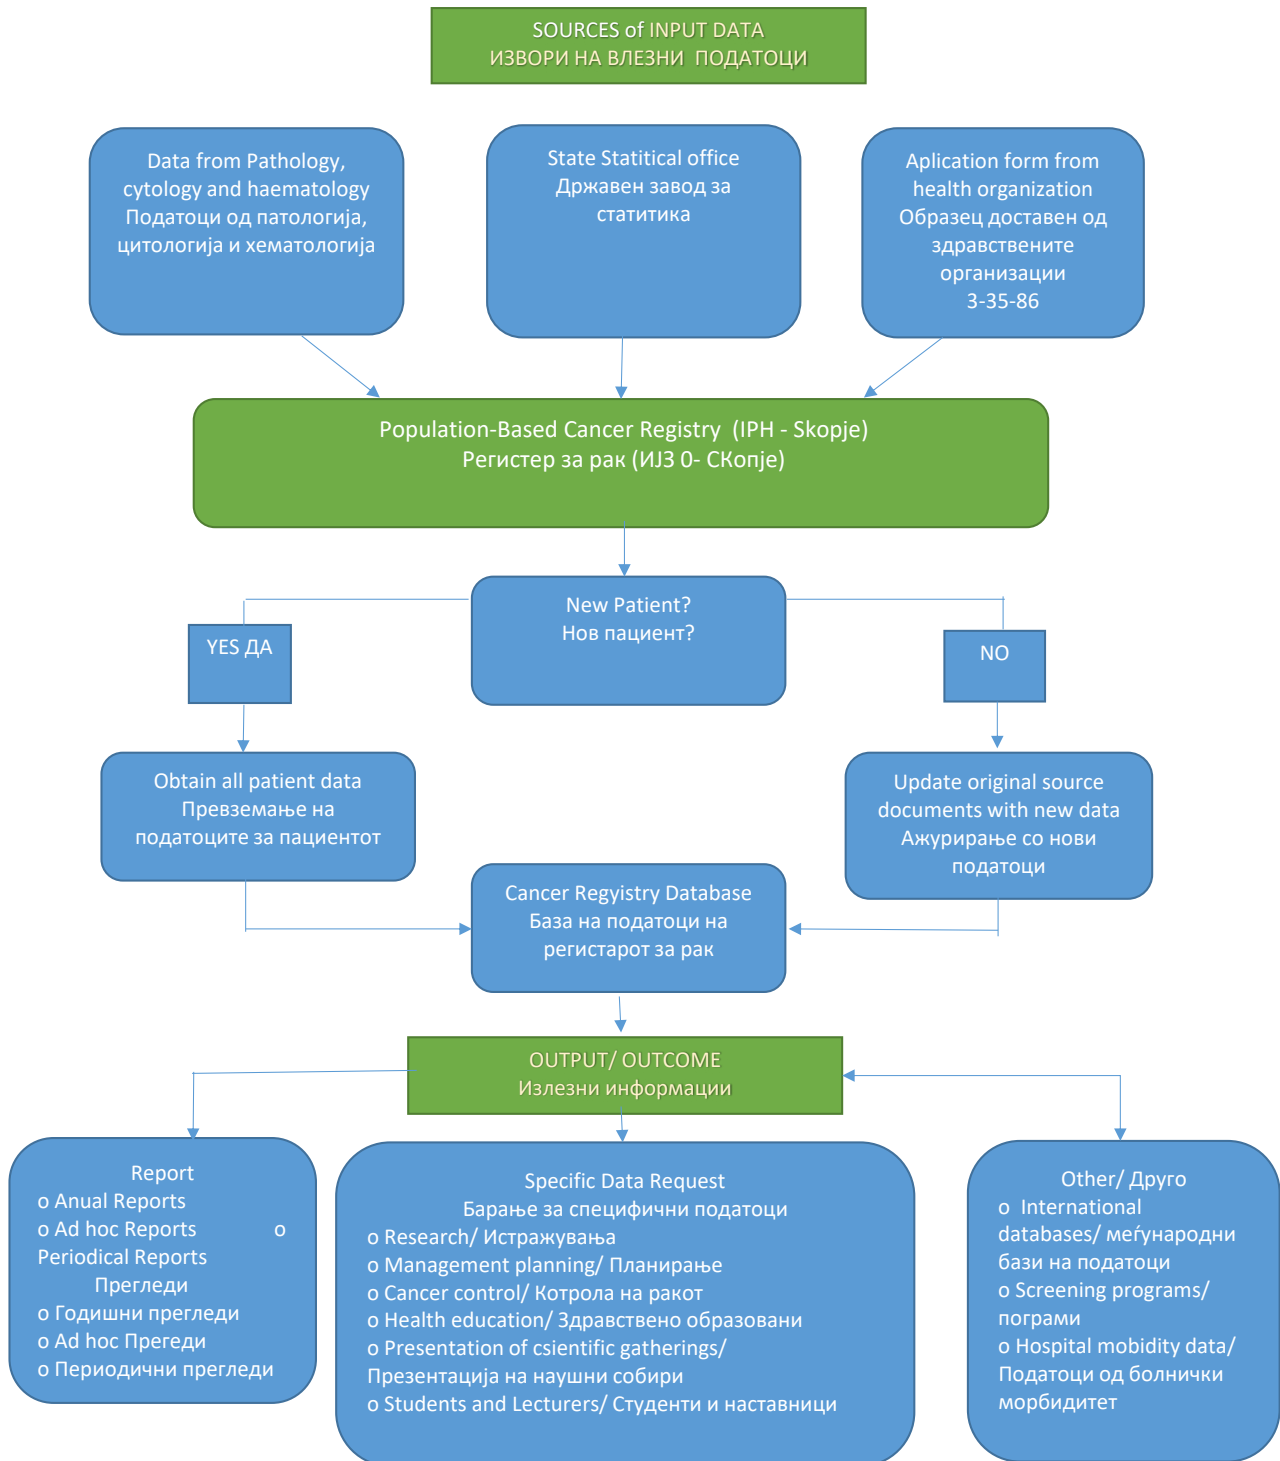 SOURCES of INPUT DATA
ИЗВОРИ НА ВЛЕЗНИ ПОДАТОЦИ
Data from Pathology,
cytology and haematology
Податоци од патологија,
цитологија и хематологија
State Statitical office
Државен завод за
статитика
Aplication form from
health organization
Образец доставен од
здравствените
организации
3-35-86
Population-Based Cancer Registry (IPH - Skopje)
Регистер за рак (ИЈЗ 0- СКопје)
New Patient?
Нов пациент?
YES ДА
NO
Obtain all patient data
Превземање на
податоците за пациентот
Update original source
documents with new data
Ажурирање со нови
податоци
Cancer Regyistry Database
База на податоци на
регистарот за рак
OUTPUT/ OUTCOME
Излезни информации
Report
o Anual Reports
o Ad hoc Reports o
Periodical Reports
Прегледи
o Годишни прегледи
o Ad hoc Прегеди
o Периодични прегледи
Specific Data Request
Барање за специфични податоци
o Research/ Истражувања
o Management planning/ Планирање
o Cancer control/ Котрола на ракот
o Health education/ Здравствено образовани
o Presentation of csientific gatherings/
Презентација на наушни собири
o Students and Lecturers/ Студенти и наставници
Other/ Друго
o International
databases/ меѓународни
бази на податоци
o Screening programs/
пограми
o Hospital mobidity data/
Податоци од болнички
морбидитет